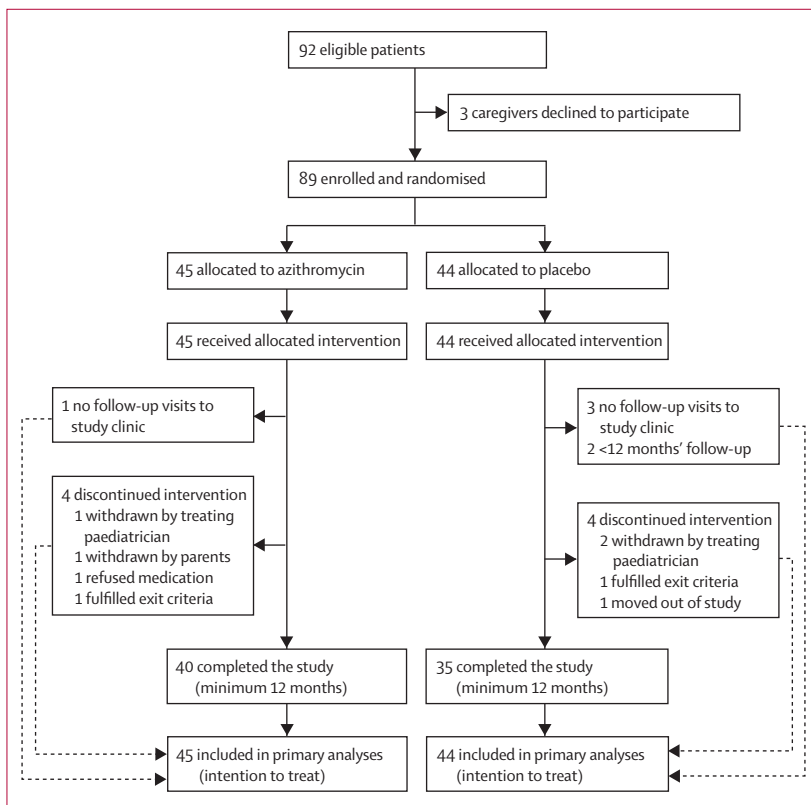 92 eligible patients
3 caregivers declined to participate
89 enrolled and randomised
45 allocated to azithromycin
44 allocated to placebo
45 received allocated intervention
44 received allocated intervention
1 no follow-up visits to
study clinic
3 no follow-up visits to
study clinic
2 <12 months’ follow-up
4 discontinued intervention
1 withdrawn by treating
paediatrician
1 withdrawn by parents
1 refused medication
1 fulfilled exit criteria
4 discontinued intervention
2 withdrawn by treating
paediatrician
1 fulfilled exit criteria
1 moved out of study
40 completed the study
(minimum 12 months)
35 completed the study
(minimum 12 months)
45 included in primary analyses
(intention to treat)
44 included in primary analyses
(intention to treat)